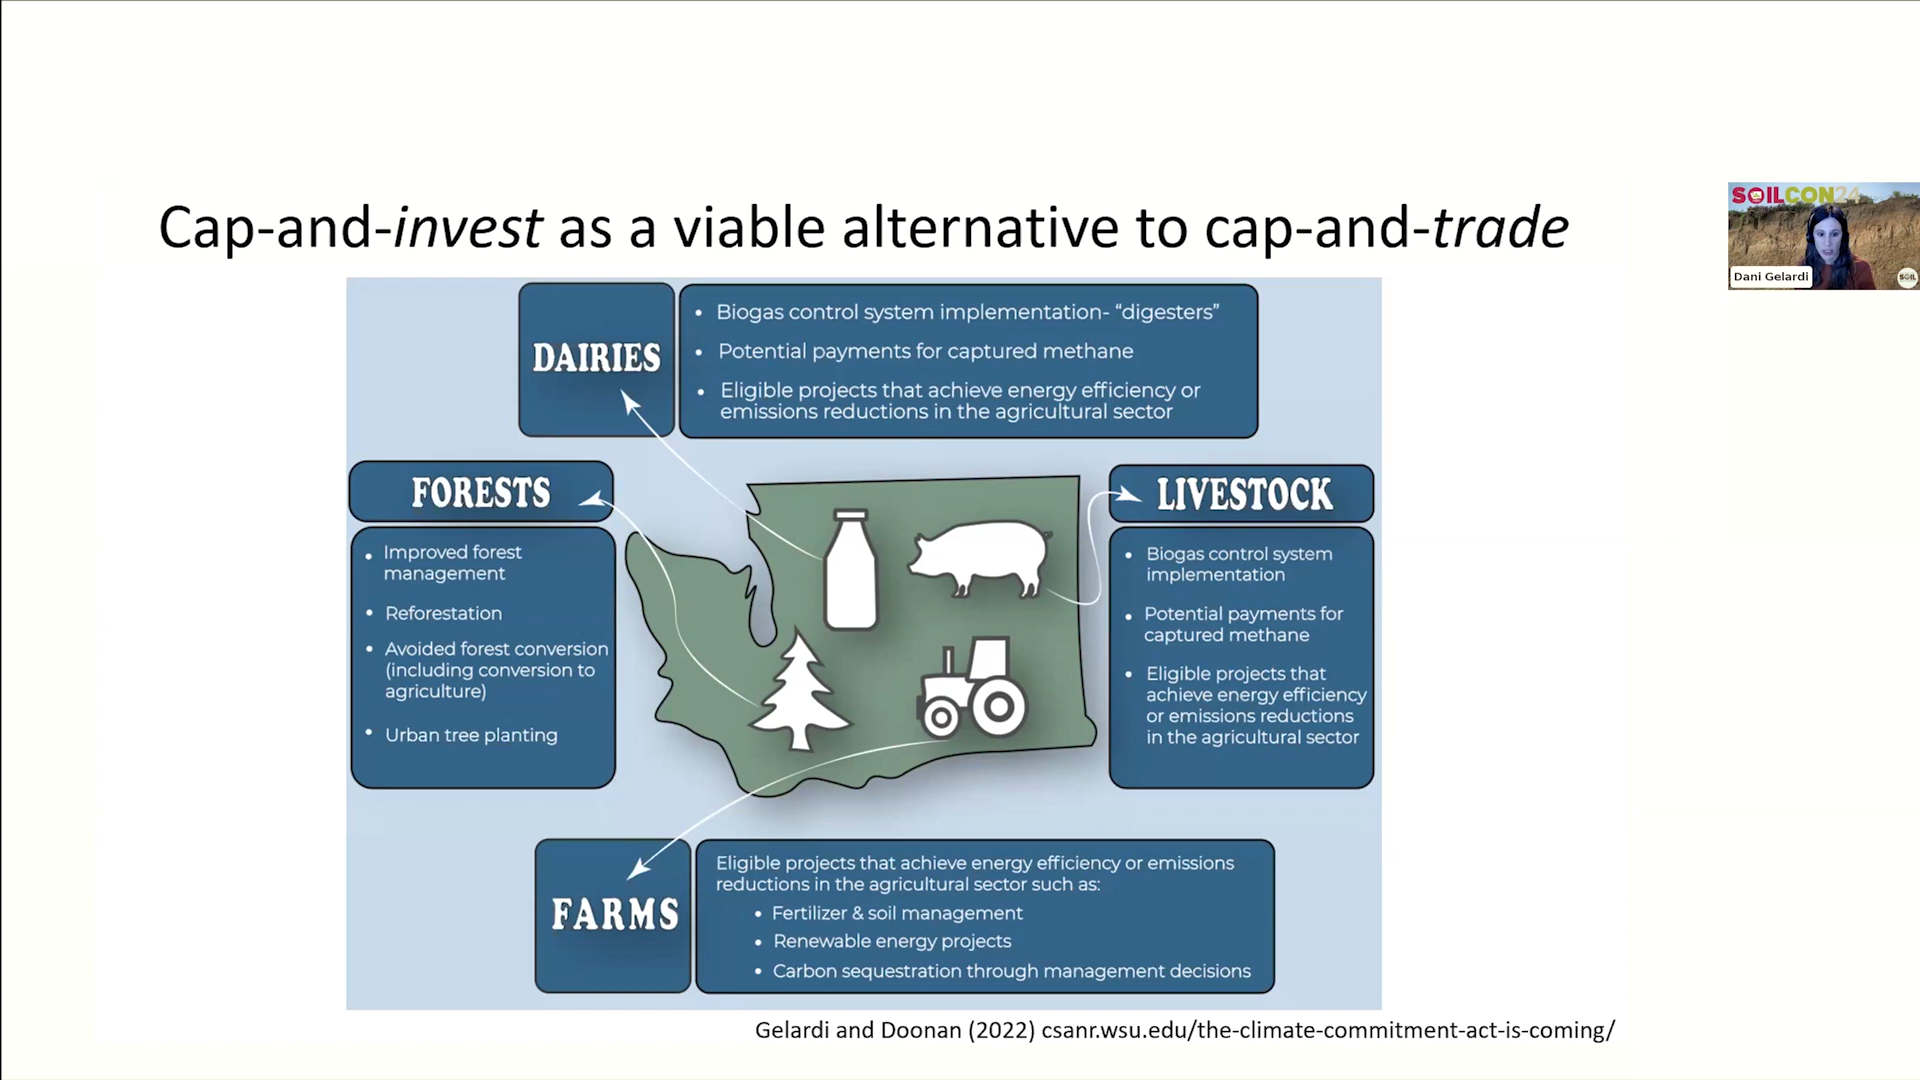 Cap-and-invest as a viable alternative to cap-and-trade
SOILCON24
Dani Gelardi
SOIL
DAIRIES
• Biogas control system implementation- “digesters”
• Potential payments for captured methane
• Eligible projects that achieve energy efficiency or
emissions reductions in the agricultural sector
FORESTS
• Improved forest
management
• Reforestation
• Avoided forest conversion
(including conversion to
agriculture)
• Urban tree planting
LIVESTOCK
• Biogas control system
implementation
• Potential payments for
captured methane
• Eligible projects that
achieve energy efficiency
or emissions reductions
in the agricultural sector
FARMS
Eligible projects that achieve energy efficiency or emissions
reductions in the agricultural sector such as:
• Fertilizer & soil management
• Renewable energy projects
• Carbon sequestration through management decisions
Gelardi and Doonan (2022) csanr.wsu.edu/the-climate-commitment-act-is-coming/